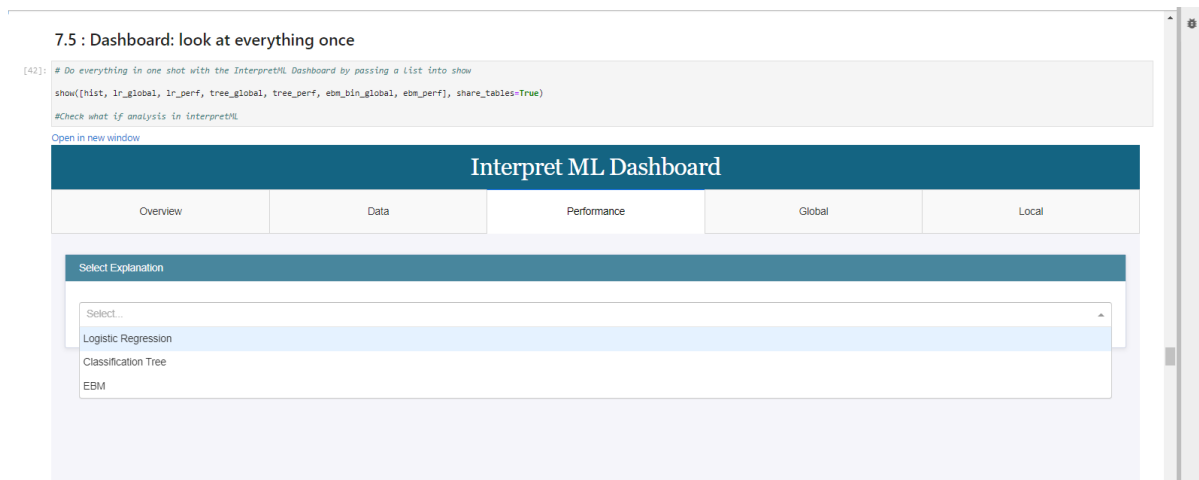 7.5 : Dashboard: look at everything once
[42]: # Do everything in one shot with the InterpretML Dashboard by passing a list into show
show([hist, lr_global, lr_perf, tree_global, tree_perf, ebm_bin_global, ebm_perf], share_tables=True)
#Check what if analysis in interpretML
Open in new window
Interpret ML Dashboard
Overview Data Performance Global Local
Select Explanation
Select...
Logistic Regression
Classification Tree
EBM